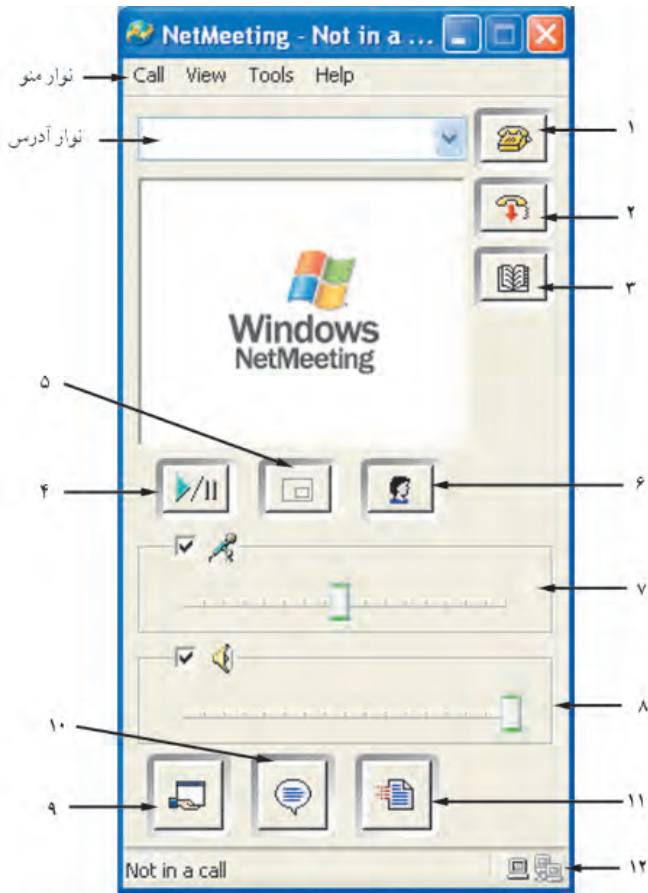 NetMeeting - Not in a ...
نوار منو
Call View Tools Help
نوار آدرس
۱
۲
۳
Windows
NetMeeting
۵
۴
۶
۷
۸
۱۰
۹
۱۱
Not in a call
۱۲